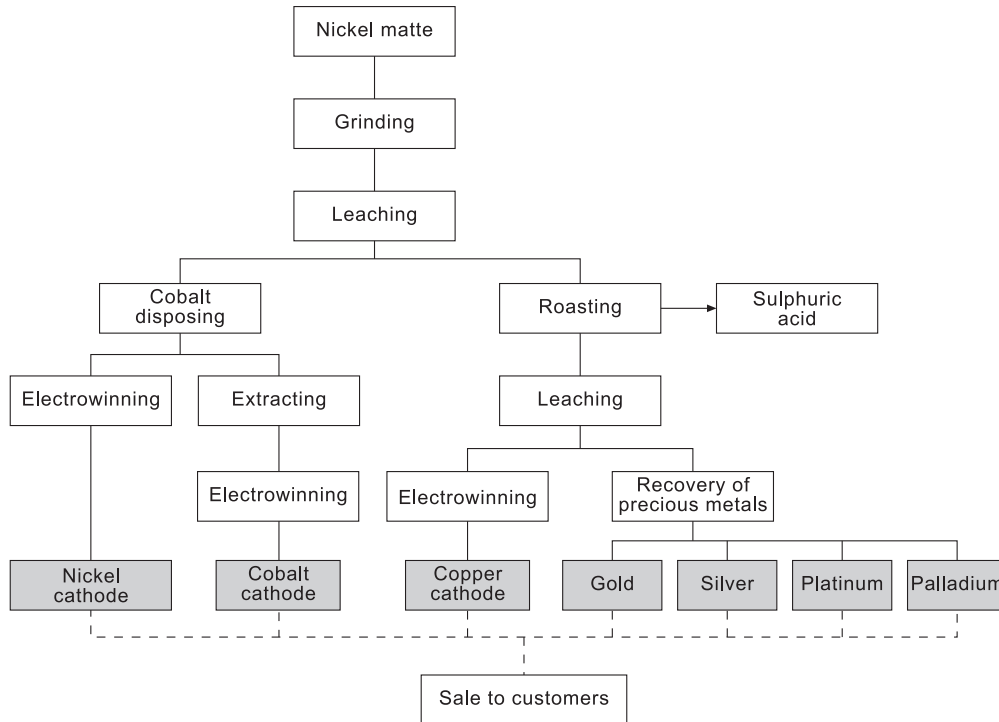 Nickel matte
Grinding
Leaching
Cobalt
disposing
Roasting
Sulphuric
acid
Electrowinning
Extracting
Leaching
Electrowinning
Electrowinning
Recovery of
precious metals
Nickel
cathode
Cobalt
cathode
Copper
cathode
Gold
Silver
Platinum
Palladium
Sale to customers